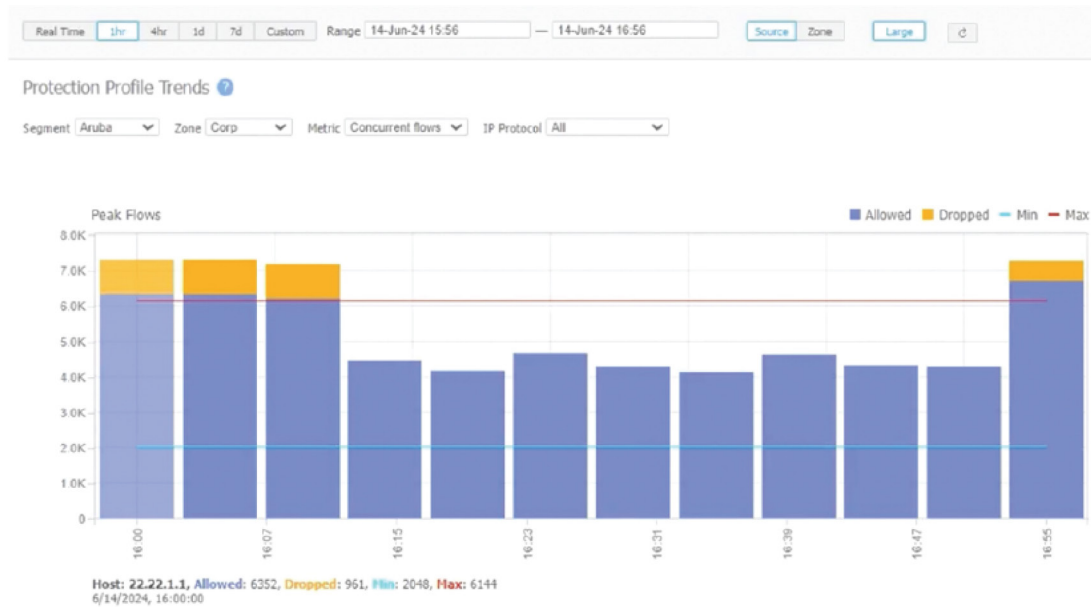 Real Time 1hr 4hr 1d 7d Custom Range 14-Jun-24 15:56 — 14-Jun-24 16:56 Source Zone Large
Protection Profile Trends ?
Segment Aruba Zone Corp Metric Concurrent flows IP Protocol All
Peak Flows Allowed Dropped Min Max
8.0K
7.0K
6.0K
5.0K
4.0K
3.0K
2.0K
1.0K
0
16:00 16:07 16:15 16:23 16:31 16:39 16:47 16:55
Host: 22.22.1.1, Allowed: 6352, Dropped: 961, Min: 2048, Max: 6144
6/14/2024, 16:00:00